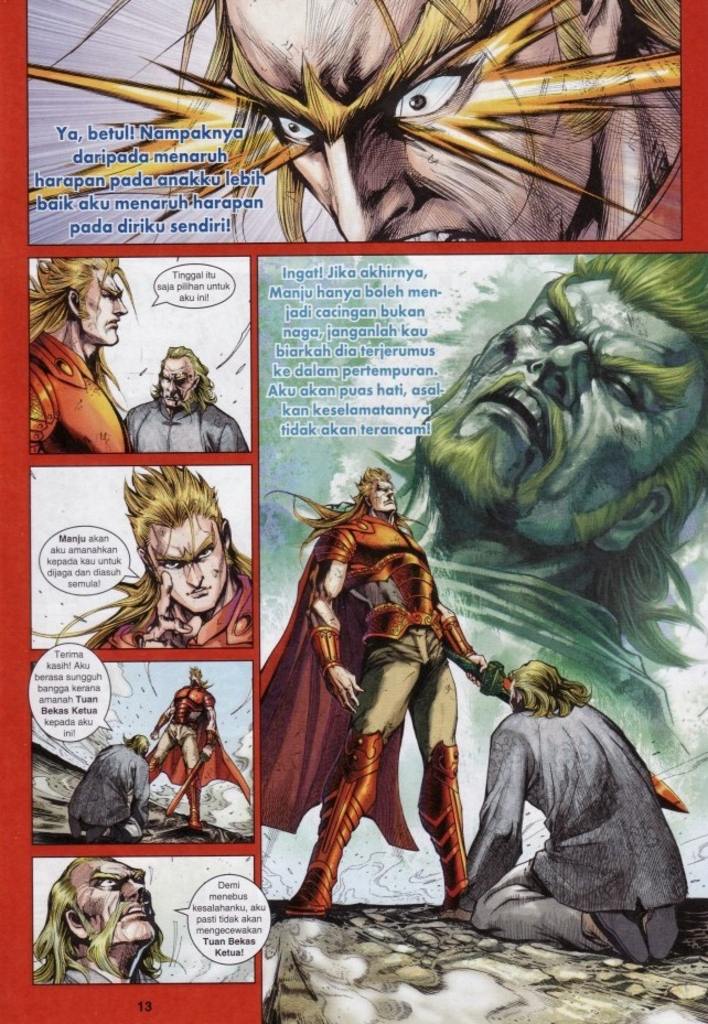 Ya, betul! Nampaknya
daripada menaruh
harapan pada anakku lebih
baik aku menaruh harapan
pada diriku sendiri!
Tinggal itu
saja pilihan untuk
aku ini!
Manju akan
aku amanahkan
kepada kau untuk
dijaga dan diasuh
semula!
Terima
kasih! Aku
berasa sungguh
bangga kerana
amanah Tuan
Bekas Ketua
kepada aku
ini!
Demi
menebus
kesalahanku, aku
pasti tidak akan
mengecewakan
Tuan Bekas
Ketua!
Ingat! Jika akhirnya,
Manju hanya boleh men-
jadi cacingan bukan
naga, janganlah kau
biarkah dia terjerumus
ke dalam pertempuran.
Aku akan puas hati, asal-
kan keselamatannya
tidak akan terancam!
13